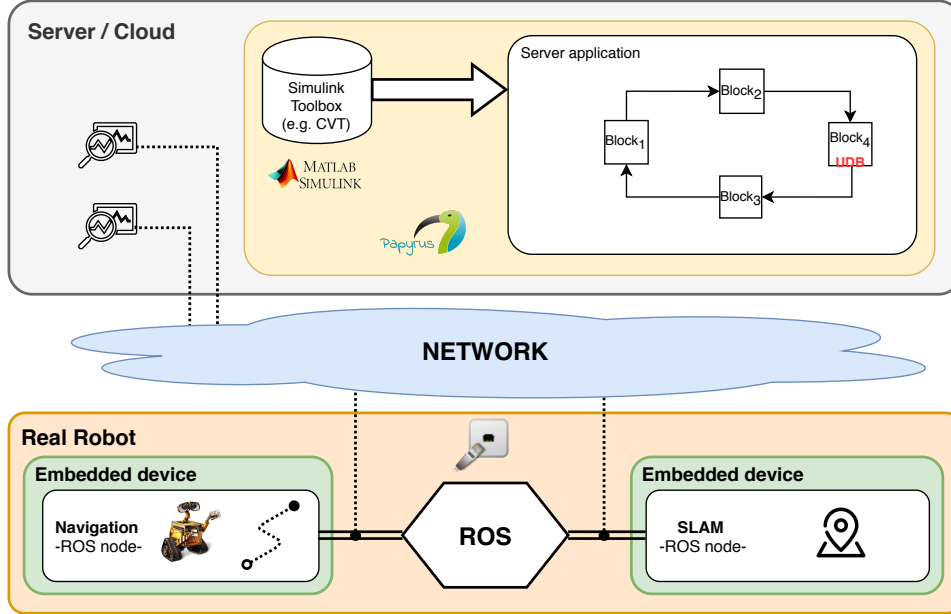 Server / Cloud
Simulink
Toolbox
(e.g. CVT)
MATLAB
SIMULINK
Papyrus
Server application
Block1
Block2
Block4
UDB
Block3
NETWORK
Real Robot
Embedded device
Navigation
-ROS node-
ROS
Embedded device
SLAM
-ROS node-